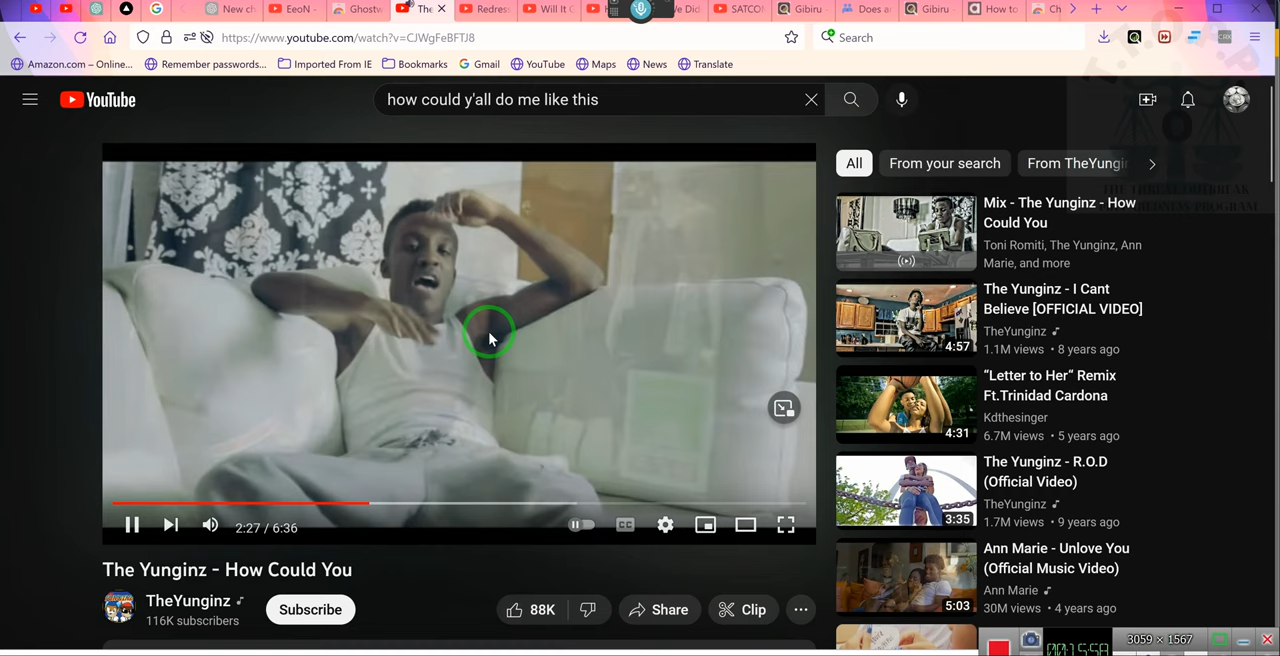 New ch
EeoN -
Ghostw
The
Redress
Will It C
We Did
SATCON
Gibiru -
Does a
Gibiru -
How to
Ch
https://www.youtube.com/watch?v=CJWgFeBFTJ8
Search
Amazon.com – Online...
Remember passwords...
Imported From IE
Bookmarks
Gmail
YouTube
Maps
News
Translate
YouTube
how could y'all do me like this
2:27 / 6:36
CC
The Yunginz - How Could You
TheYunginz
116K subscribers
Subscribe
88K
Share
Clip
All
From your search
From TheYungi
Mix - The Yunginz - How
Could You
Toni Romiti, The Yunginz, Ann
Marie, and more
The Yunginz - I Cant
Believe [OFFICIAL VIDEO]
TheYunginz
1.1M views • 8 years ago
4:57
“Letter to Her“ Remix
Ft.Trinidad Cardona
Kdthesinger
6.7M views • 5 years ago
4:31
The Yunginz - R.O.D
(Official Video)
TheYunginz
1.7M views • 9 years ago
3:35
Ann Marie - Unlove You
(Official Music Video)
Ann Marie
30M views • 4 years ago
5:03
3059 × 1567